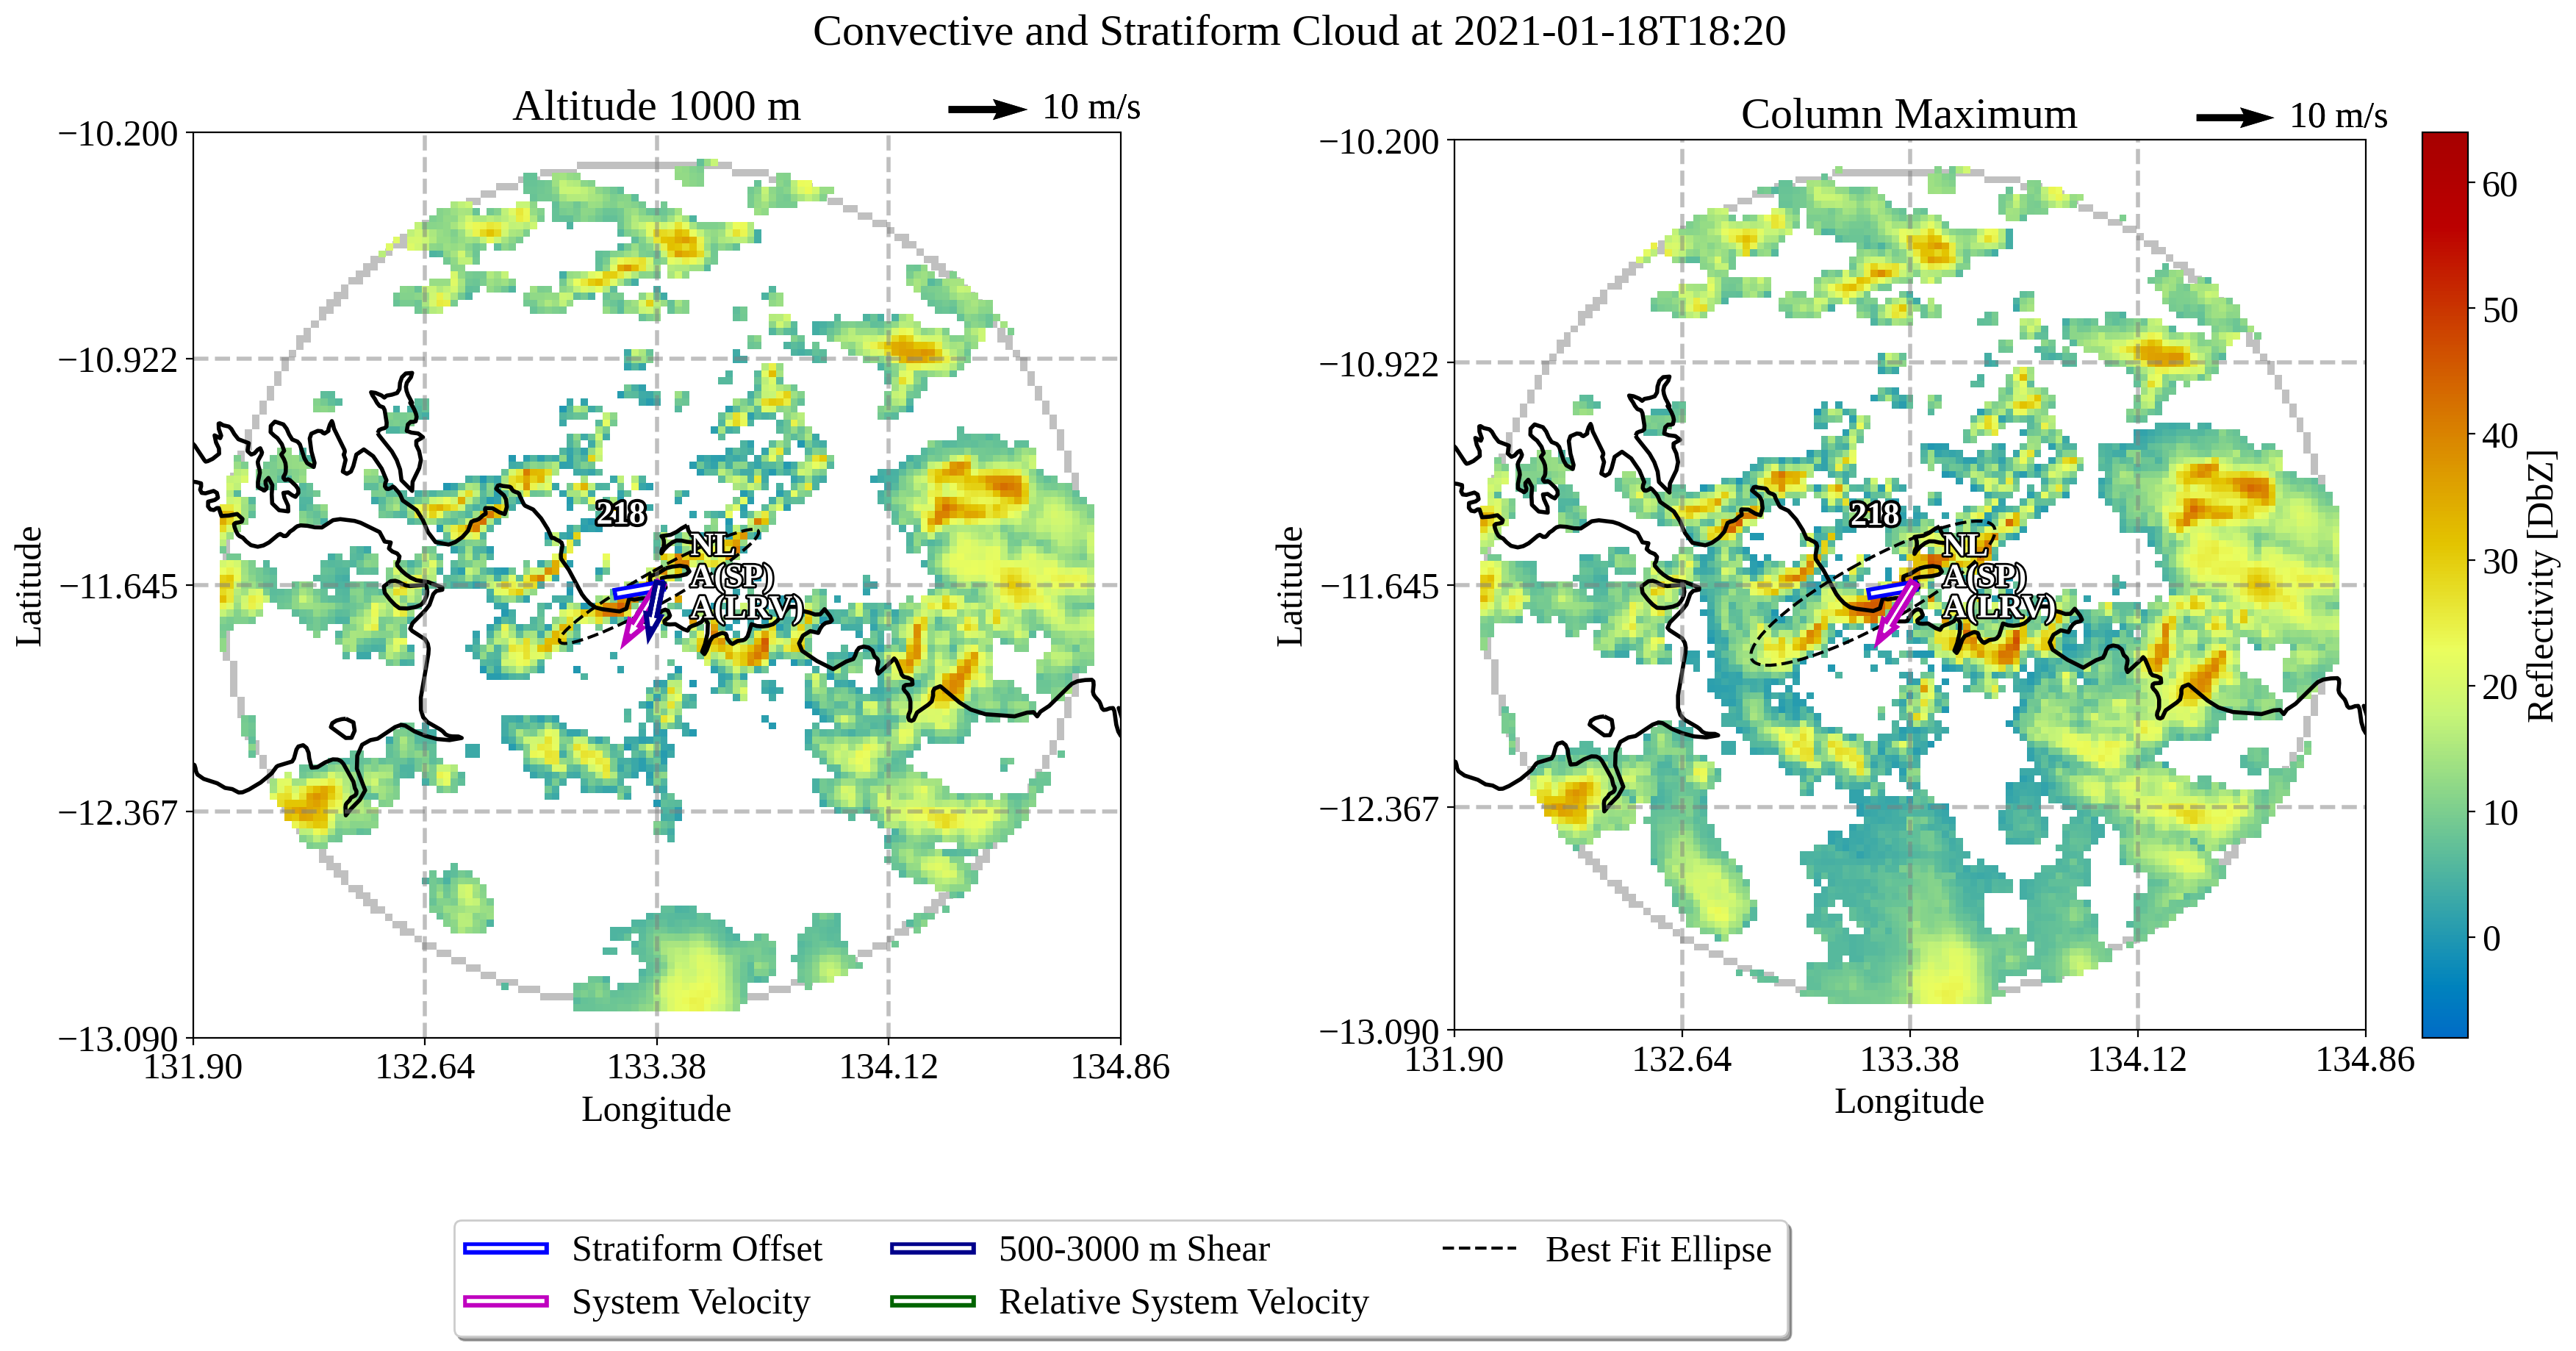 Convective and Stratiform Cloud at 2021-01-18T18:20
Altitude 1000 m
10 m/s
Column Maximum
10 m/s
−10.200
−10.922
−11.645
−12.367
−13.090
Latitude
131.90
132.64
133.38
134.12
134.86
Longitude
218
NL
A(SP)
A(LRV)
−10.200
−10.922
−11.645
−12.367
−13.090
Latitude
131.90
132.64
133.38
134.12
134.86
Longitude
218
NL
A(SP)
A(LRV)
60
50
40
30
20
10
0
Reflectivity [DbZ]
Stratiform Offset
System Velocity
500-3000 m Shear
Relative System Velocity
Best Fit Ellipse